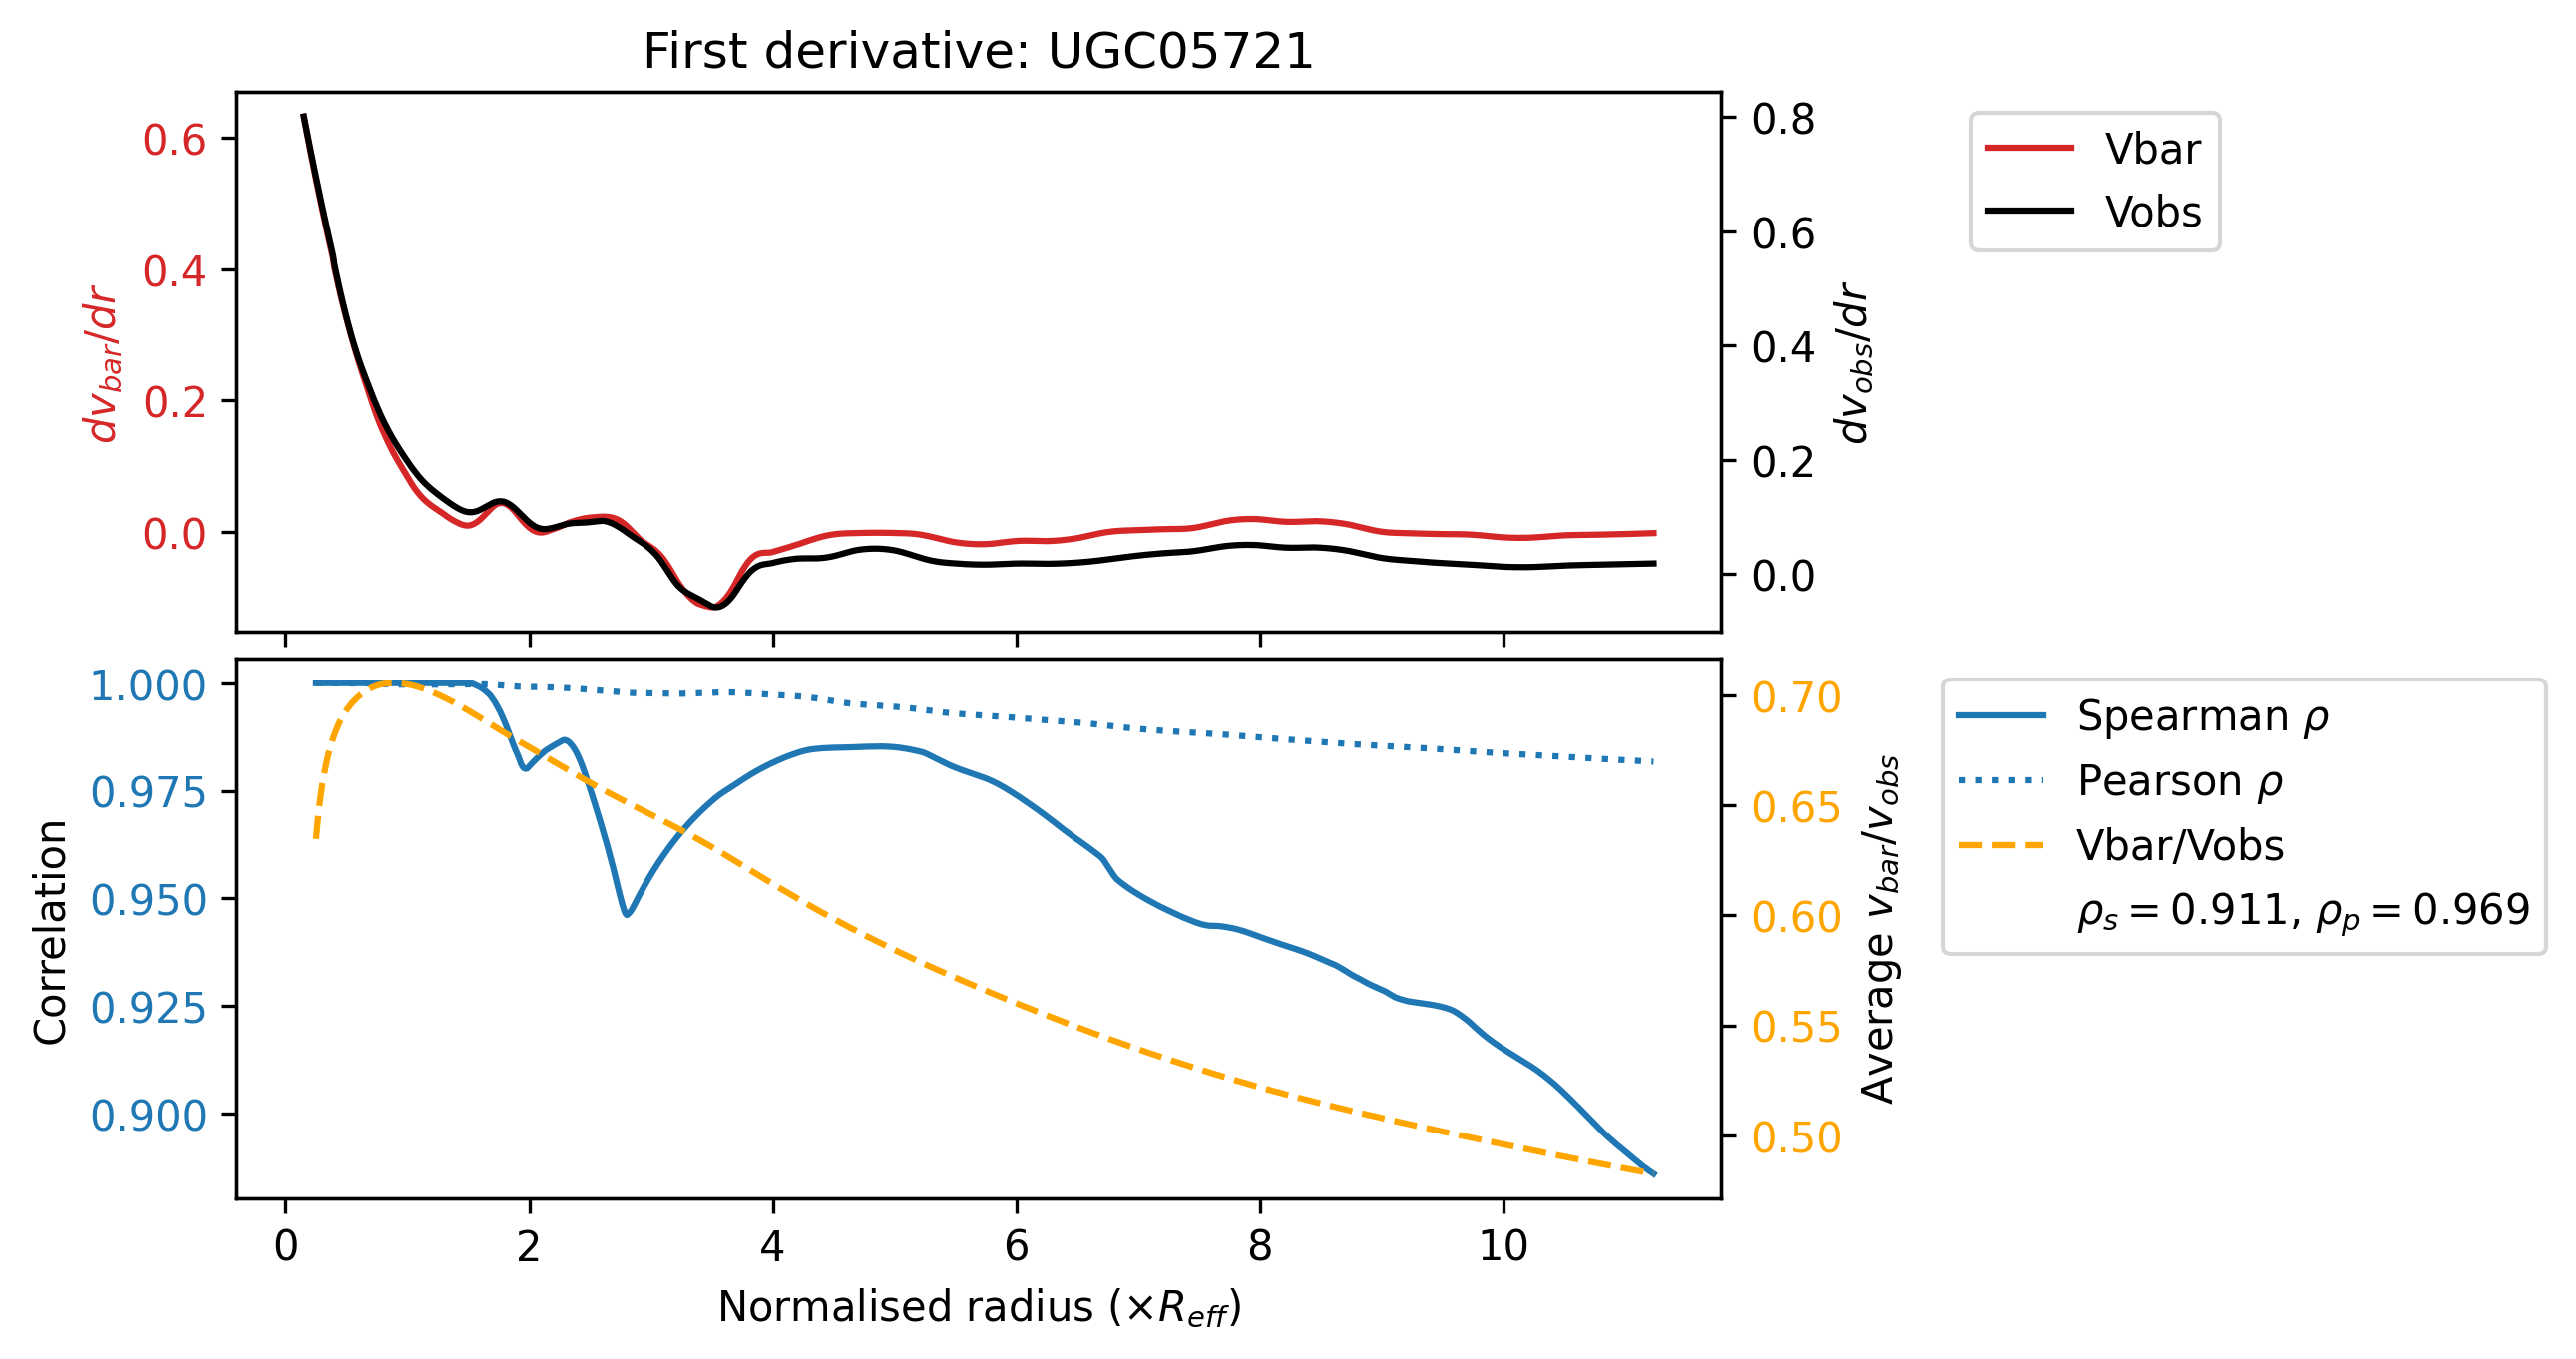 First derivative: UGC05721
0.6
0.4
0.2
0.0
dv_bar/dr
0.8
0.6
0.4
0.2
0.0
dv_obs/dr
Vbar
Vobs
1.000
0.975
0.950
0.925
0.900
Correlation
0.70
0.65
0.60
0.55
0.50
Average v_bar/v_obs
Spearman ρ
Pearson ρ
Vbar/Vobs
ρ_s = 0.911, ρ_p = 0.969
0 2 4 6 8 10
Normalised radius (×R_eff)